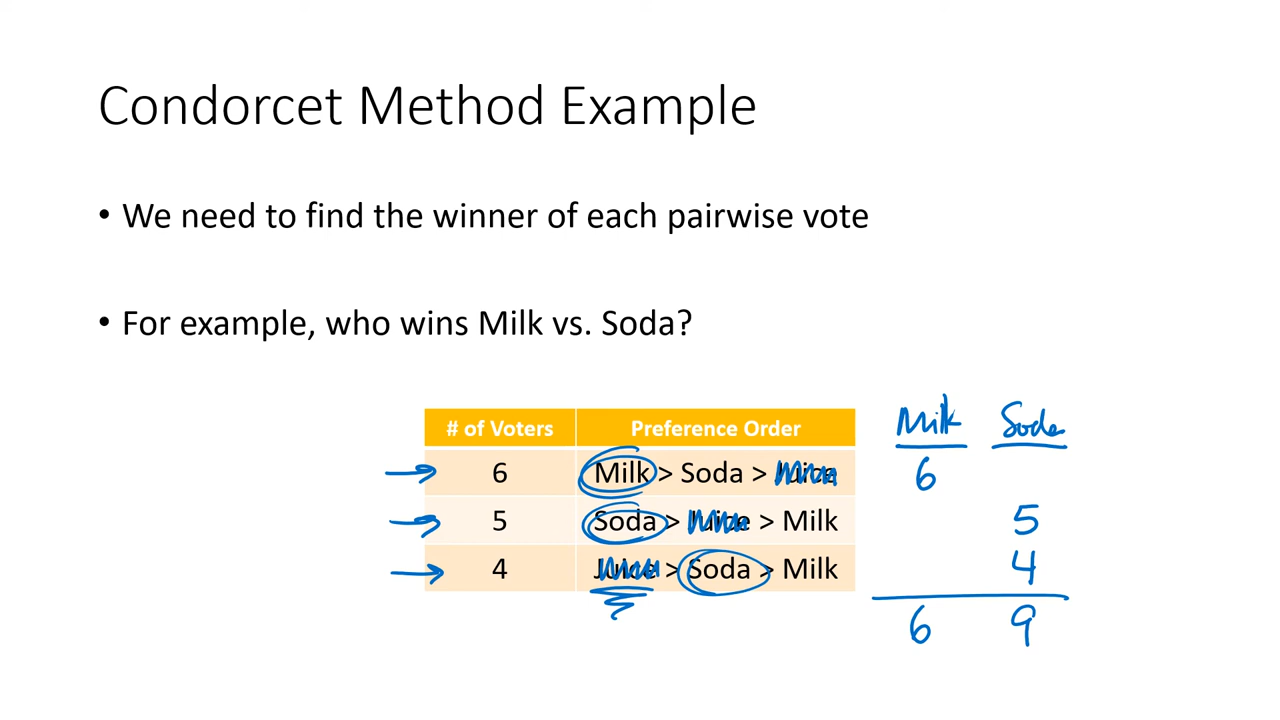 Condorcet Method Example
• We need to find the winner of each pairwise vote
• For example, who wins Milk vs. Soda?
Milk Soda
# of Voters Preference Order
6 Milk > Soda > Juice 6
5 Soda > Juice > Milk 5
4 Juice > Soda > Milk 4
6 9